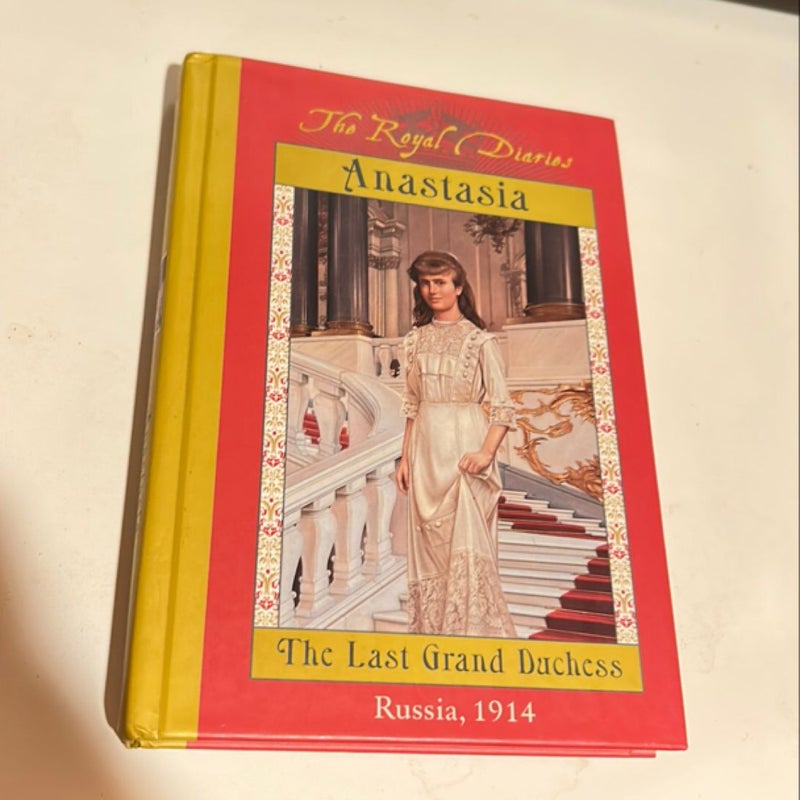 The Royal Diaries
Anastasia
The Last Grand Duchess
Russia, 1914